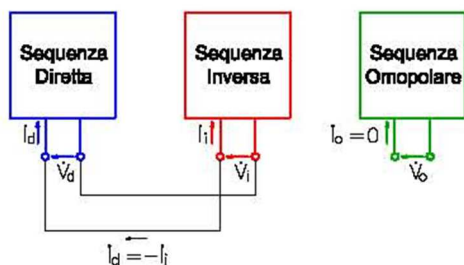 Sequenza
Diretta
Sequenza
Inversa
Sequenza
Omopolare
İd
İi
İo = 0
V̇d
V̇i
V̇o
İd = −İi